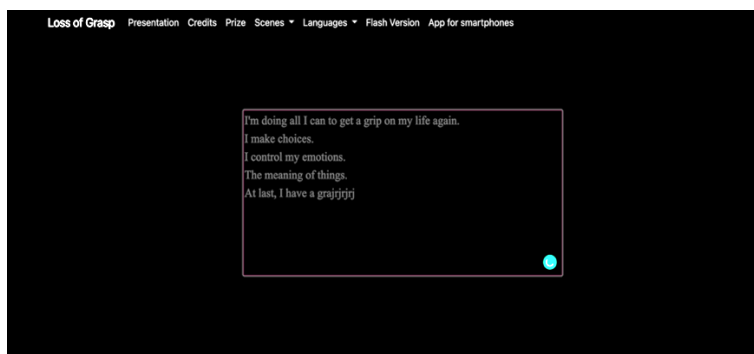 Loss of Grasp Presentation Credits Prize Scenes Languages Flash Version App for smartphones
I'm doing all I can to get a grip on my life again.
I make choices.
I control my emotions.
The meaning of things.
At last, I have a grajrjrjrj